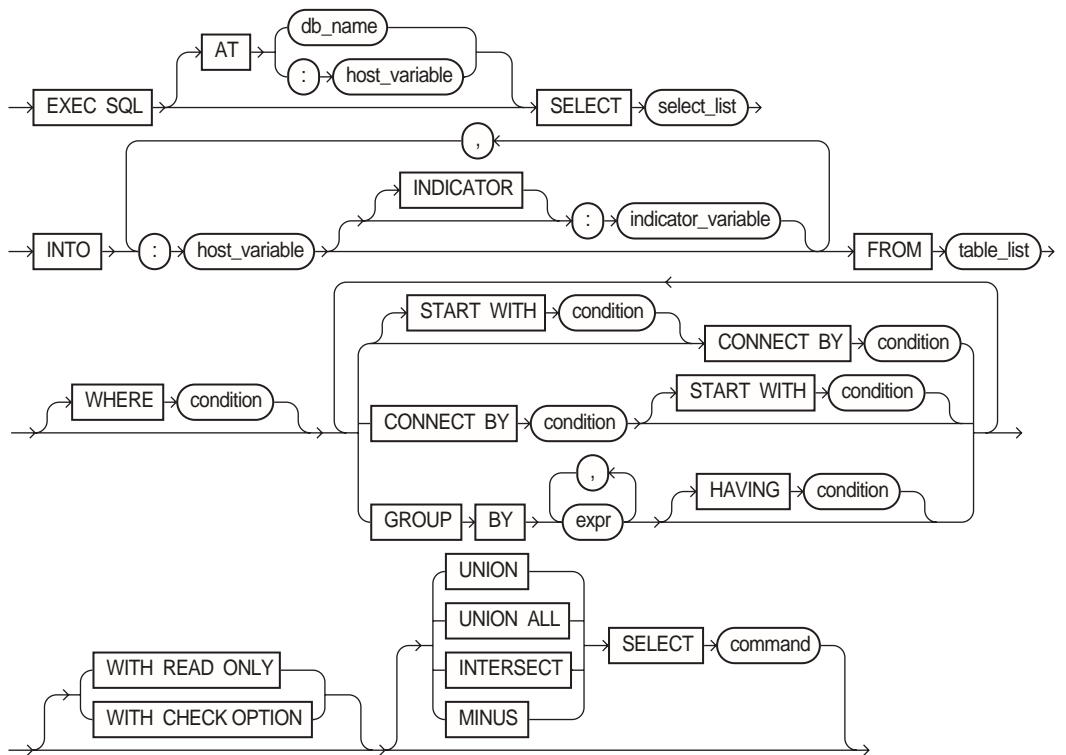 db_name
AT
: host_variable
EXEC SQL SELECT select_list
,
INDICATOR
: indicator_variable
INTO : host_variable FROM table_list
START WITH condition
CONNECT BY condition
WHERE condition START WITH condition
CONNECT BY condition
,
HAVING condition
GROUP BY expr
UNION
UNION ALL
SELECT command
WITH READ ONLY INTERSECT
WITH CHECK OPTION MINUS